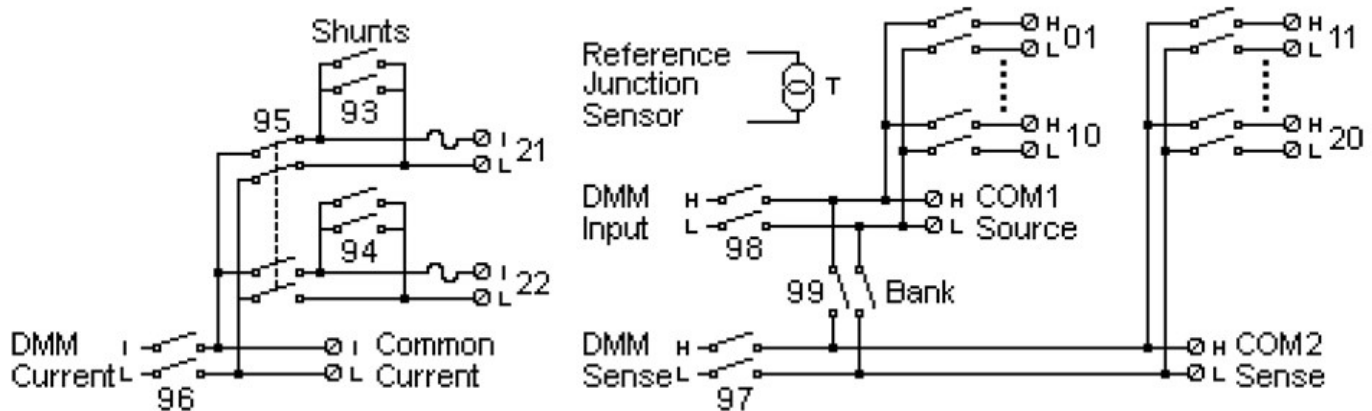 Shunts
93
95
I 21
L
94
I 22
L
DMM I
Current L
96
I Common
L Current
Reference
Junction
Sensor
T
H 01
L
H 10
L
H 11
L
H 20
L
DMM H
Input L
98
H COM1
L Source
99
Bank
DMM H
Sense L
97
H COM2
L Sense